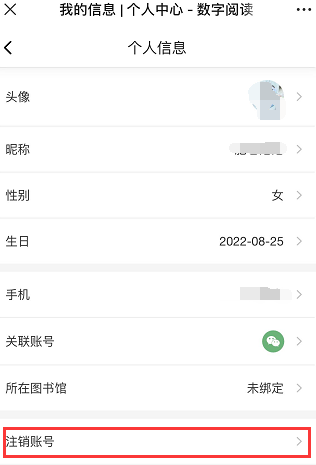 我的信息 | 个人中心 - 数字阅读
个人信息
头像
昵称
性别 女
生日 2022-08-25
手机
关联账号
所在图书馆 未绑定
注销账号